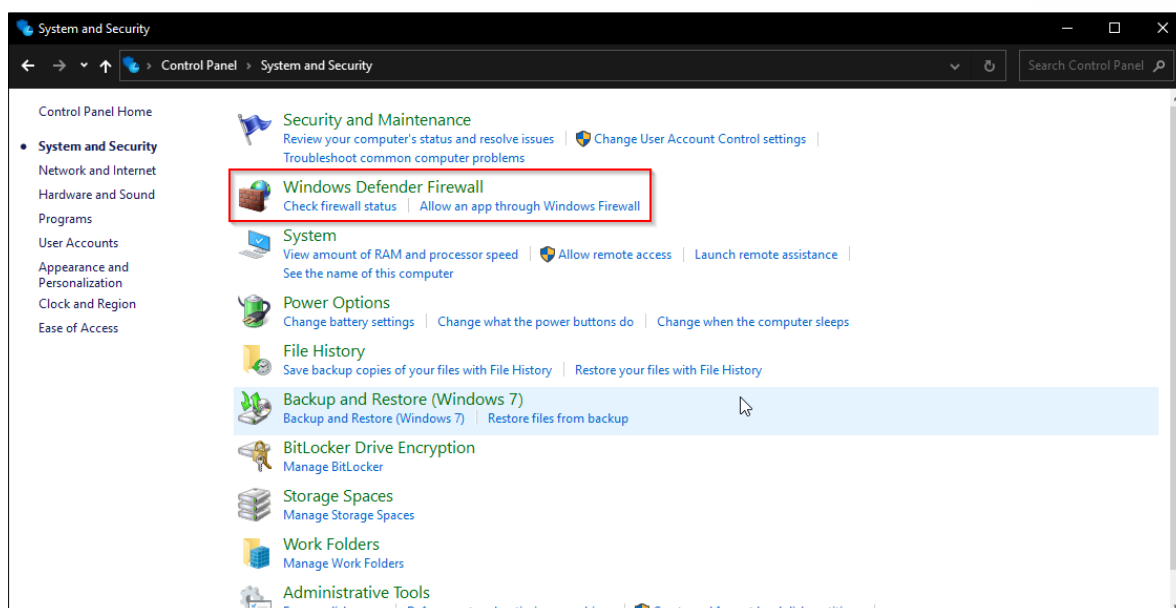 System and Security
Control Panel > System and Security
Search Control Panel
Control Panel Home
System and Security
Network and Internet
Hardware and Sound
Programs
User Accounts
Appearance and
Personalization
Clock and Region
Ease of Access
Security and Maintenance
Review your computer's status and resolve issues | Change User Account Control settings |
Troubleshoot common computer problems
Windows Defender Firewall
Check firewall status | Allow an app through Windows Firewall
System
View amount of RAM and processor speed | Allow remote access | Launch remote assistance |
See the name of this computer
Power Options
Change battery settings | Change what the power buttons do | Change when the computer sleeps
File History
Save backup copies of your files with File History | Restore your files with File History
Backup and Restore (Windows 7)
Backup and Restore (Windows 7) | Restore files from backup
BitLocker Drive Encryption
Manage BitLocker
Storage Spaces
Manage Storage Spaces
Work Folders
Manage Work Folders
Administrative Tools